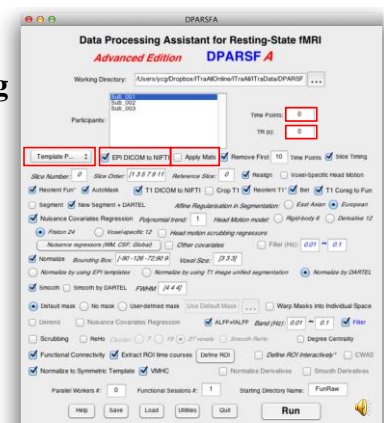 DPARSFA
Data Processing Assistant for Resting-State fMRI
Advanced Edition DPARSF A
g
Working Directory: /Users/ycg/Dropbox/ITraAllOnline/ITraAll/ITraData/DPARSF ...
Participants:
Sub_001
Sub_002
Sub_003
Time Points: 0
TR (s): 0
Template P... EPI DICOM to NIFTI Apply Mats Remove First 10 Time Points Slice Timing
Slice Number: 0 Slice Order: [1 3 5 7 9 11 Reference Slice: 0 Realign Voxel-Specific Head Motion
Reorient Fun* AutoMask T1 DICOM to NIFTI Crop T1 Reorient T1* Bet T1 Coreg to Fun
Segment New Segment + DARTEL Affine Regularisation in Segmentation: East Asian European
Nuisance Covariates Regression Polynomial trend: 1 Head Motion model: Rigid-body 6 Derivative 12
Friston 24 Voxel-specific 12 Head motion scrubbing regressors
Nuisance regressors (WM, CSF, Global) Other covariates Filter (Hz): 0.01 ~ 0.1
Normalize Bounding Box: [-90 -126 -72;90 9 Voxel Size: [3 3 3]
Normalize by using EPI templates Normalize by using T1 image unified segmentation Normalize by DARTEL
Smooth Smooth by DARTEL FWHM: [4 4 4]
Default mask No mask User-defined mask Use Default Mask ... Warp Masks into Individual Space
Detrend Nuisance Covariates Regression ALFF+fALFF Band (Hz): 0.01 ~ 0.1 Filter
Scrubbing ReHo Cluster 7 19 27 voxels Smooth ReHo Degree Centrality
Functional Connectivity Extract ROI time courses Define ROI Define ROI Interactively* CWAS
Normalize to Symmetric Template VMHC Normalize Derivatives Smooth Derivatives
Parallel Workers #: 0 Functional Sessions #: 1 Starting Directory Name: FunRaw
Help Save Load Utilities Quit Run